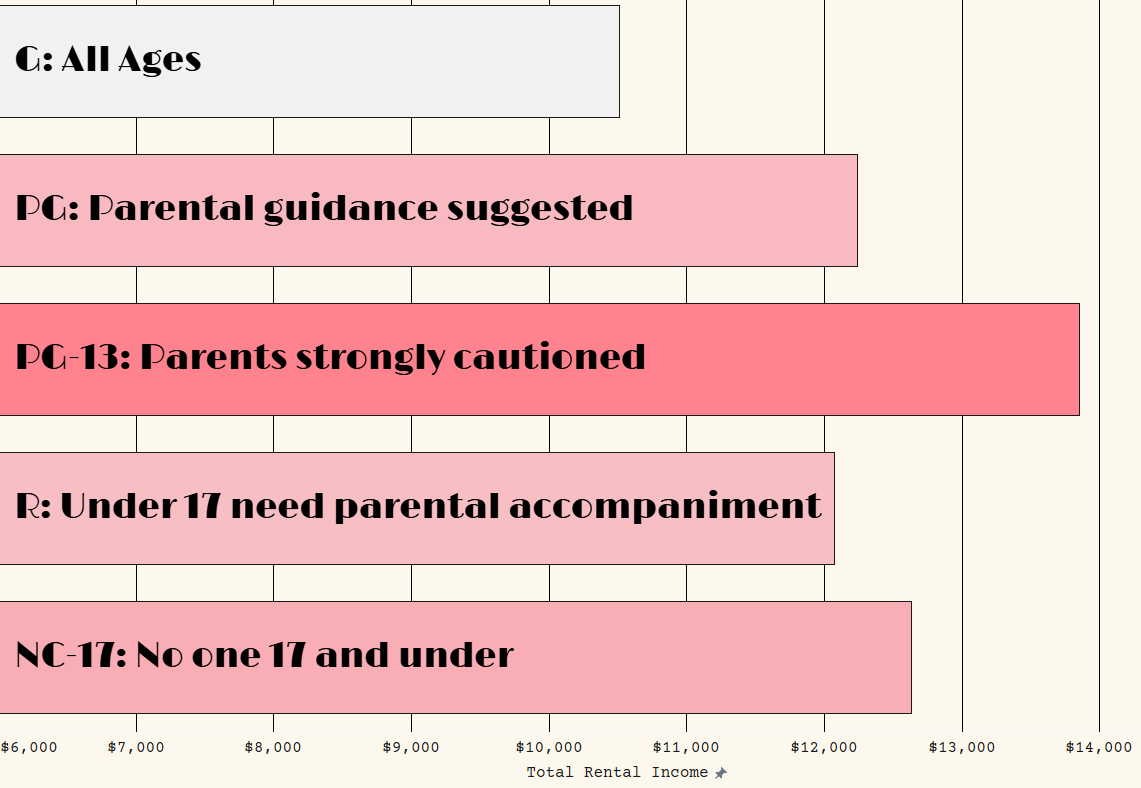 G: All Ages
PG: Parental guidance suggested
PG-13: Parents strongly cautioned
R: Under 17 need parental accompaniment
NC-17: No one 17 and under
$6,000 $7,000 $8,000 $9,000 $10,000 $11,000 $12,000 $13,000 $14,000
Total Rental Income